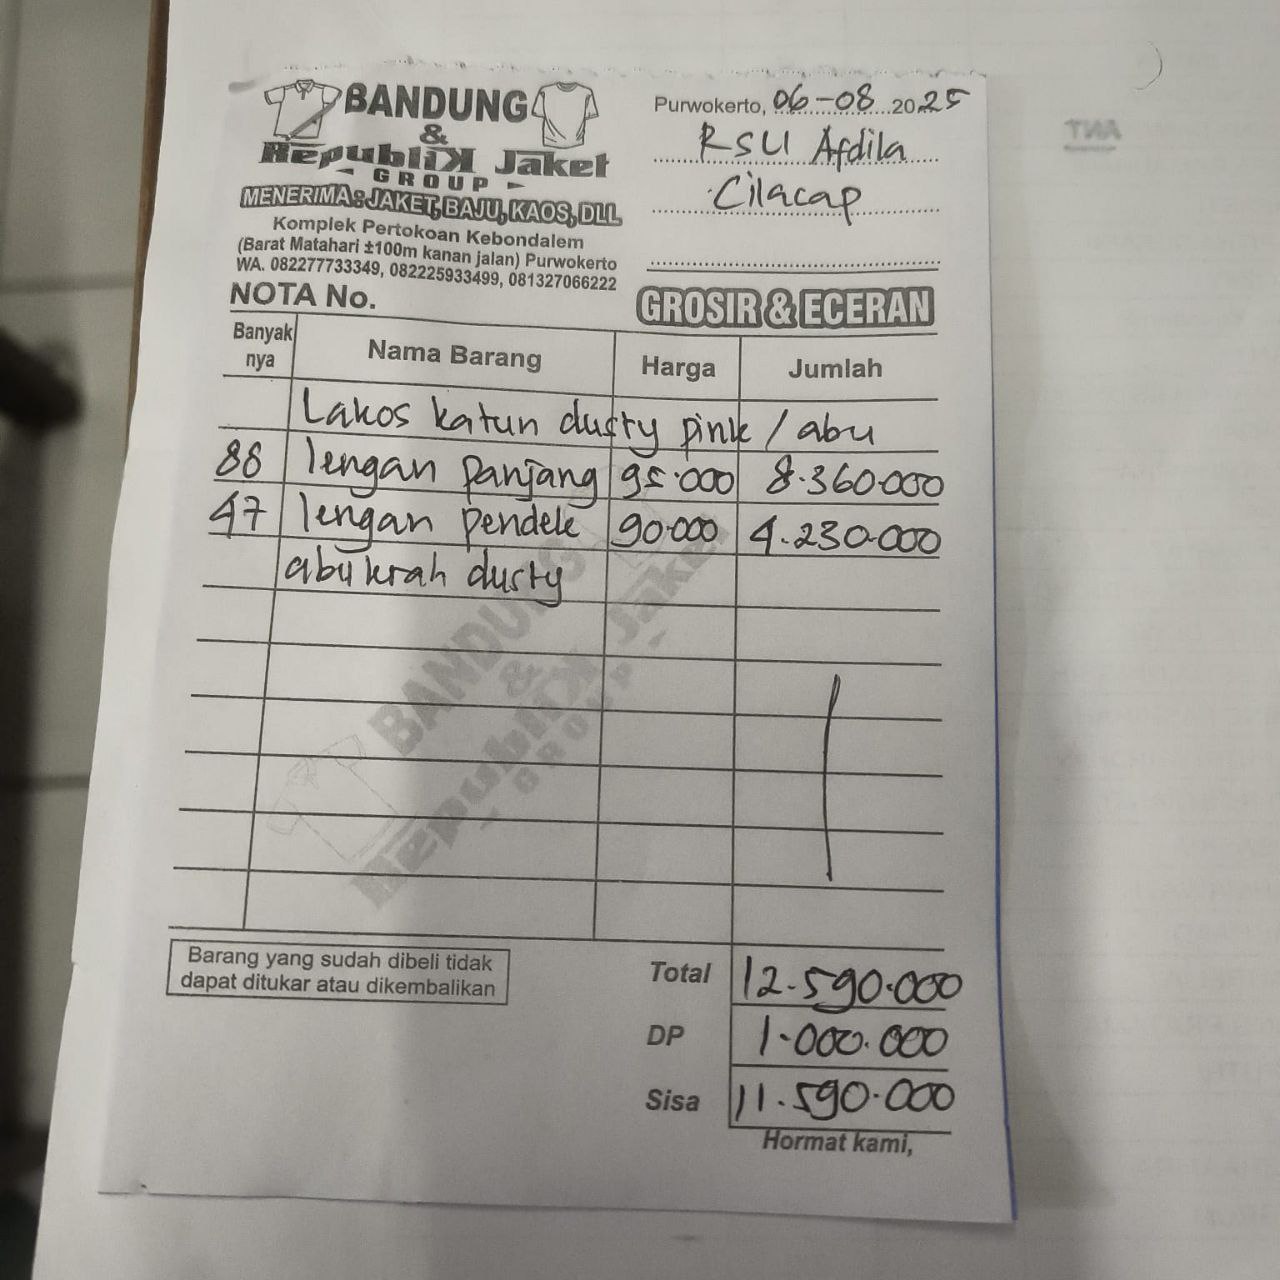 BANDUNG
&
RepubliK Jaket
GROUP
MENERIMA : JAKET, BAJU, KAOS, DLL
Komplek Pertokoan Kebondalem
(Barat Matahari ±100m kanan jalan) Purwokerto
WA. 082277733349, 082225933499, 081327066222
NOTA No.
Purwokerto, 06-08 2025
RSU Afdila
Cilacap
GROSIR & ECERAN
Banyak nya Nama Barang Harga Jumlah
Lakos katun dusty pink / abu
88 lengan panjang 95.000 8.360.000
47 lengan pendek 90.000 4.230.000
abu krah dusty
BANDUNG
&
RepubliK Jaket
GROUP
Barang yang sudah dibeli tidak
dapat ditukar atau dikembalikan
Total 12.590.000
DP 1.000.000
Sisa 11.590.000
Hormat kami,